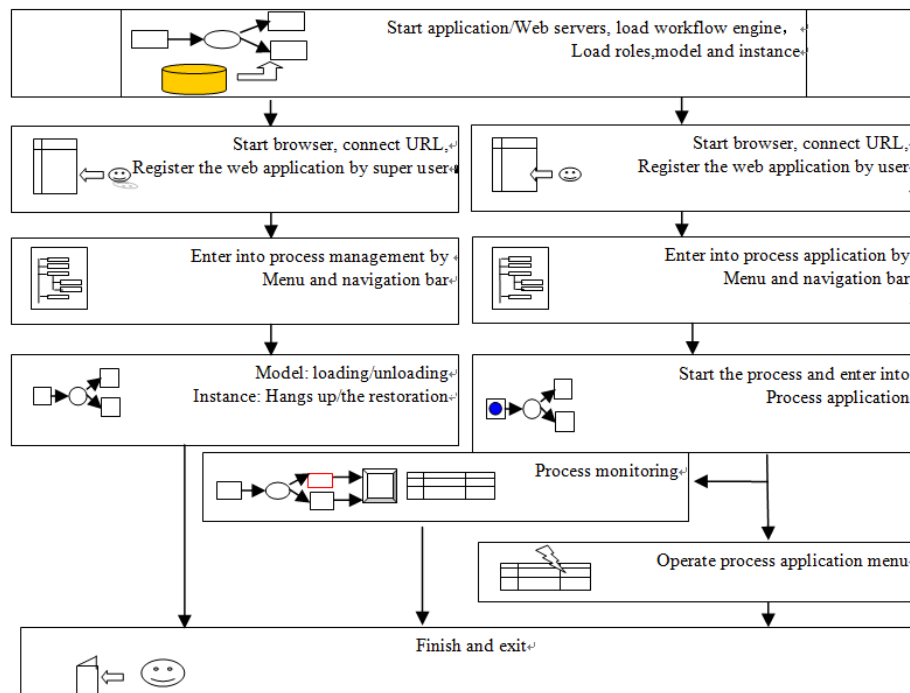 Start application/Web servers, load workflow engine,
Load roles,model and instance
Start browser, connect URL,
Register the web application by super user
Start browser, connect URL,
Register the web application by user
Enter into process management by
Menu and navigation bar
Enter into process application by
Menu and navigation bar
Model: loading/unloading
Instance: Hangs up/the restoration
Start the process and enter into
Process application
Process monitoring
Operate process application menu
Finish and exit